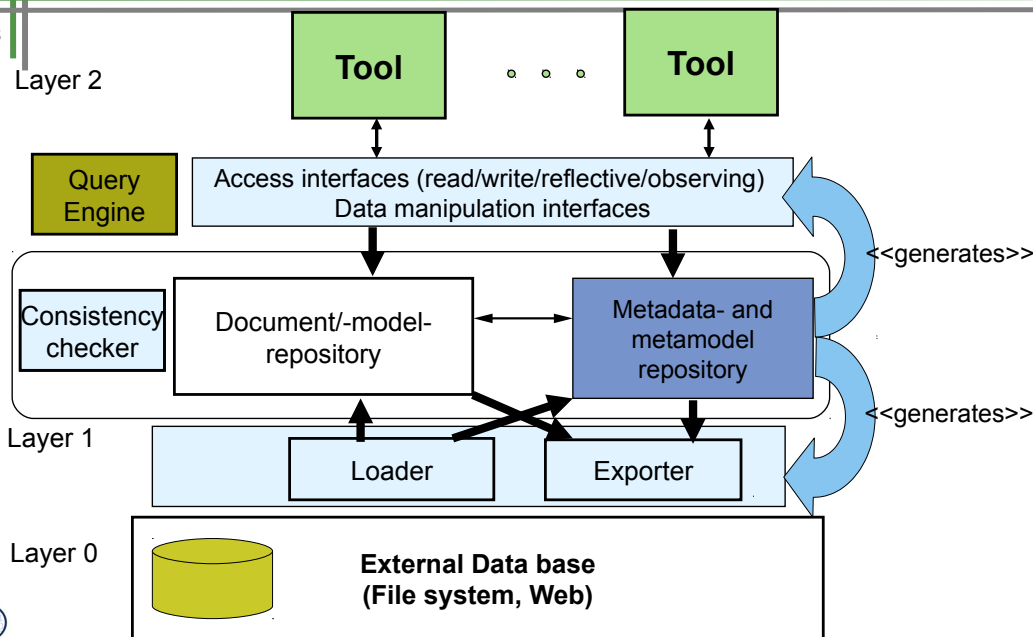 Layer 2
Tool
Tool
Query
Engine
Access interfaces (read/write/reflective/observing)
Data manipulation interfaces
<<generates>>
Consistency
checker
Document/-model-
repository
Metadata- and
metamodel
repository
<<generates>>
Layer 1
Loader
Exporter
Layer 0
External Data base
(File system, Web)